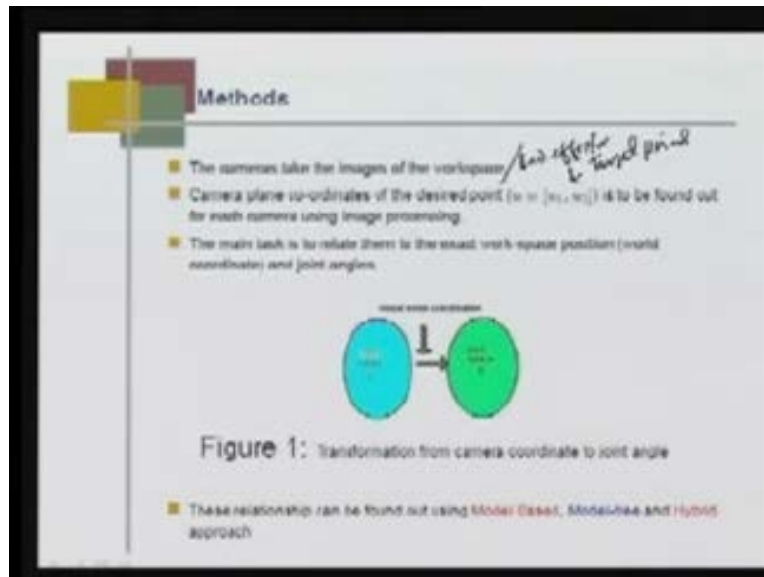 Methods
The cameras take the images of the workspace / End effector
& target point
Camera plane co-ordinates of the desired point (u = [u₁, u₂]) is to be found out
for each camera using image processing.
The main task is to relate them to the exact work-space position (world
coordinate) and joint angles.
Figure 1: Transformation from camera coordinate to joint angle
These relationship can be found out using Model Based, Model-free and Hybrid
approach